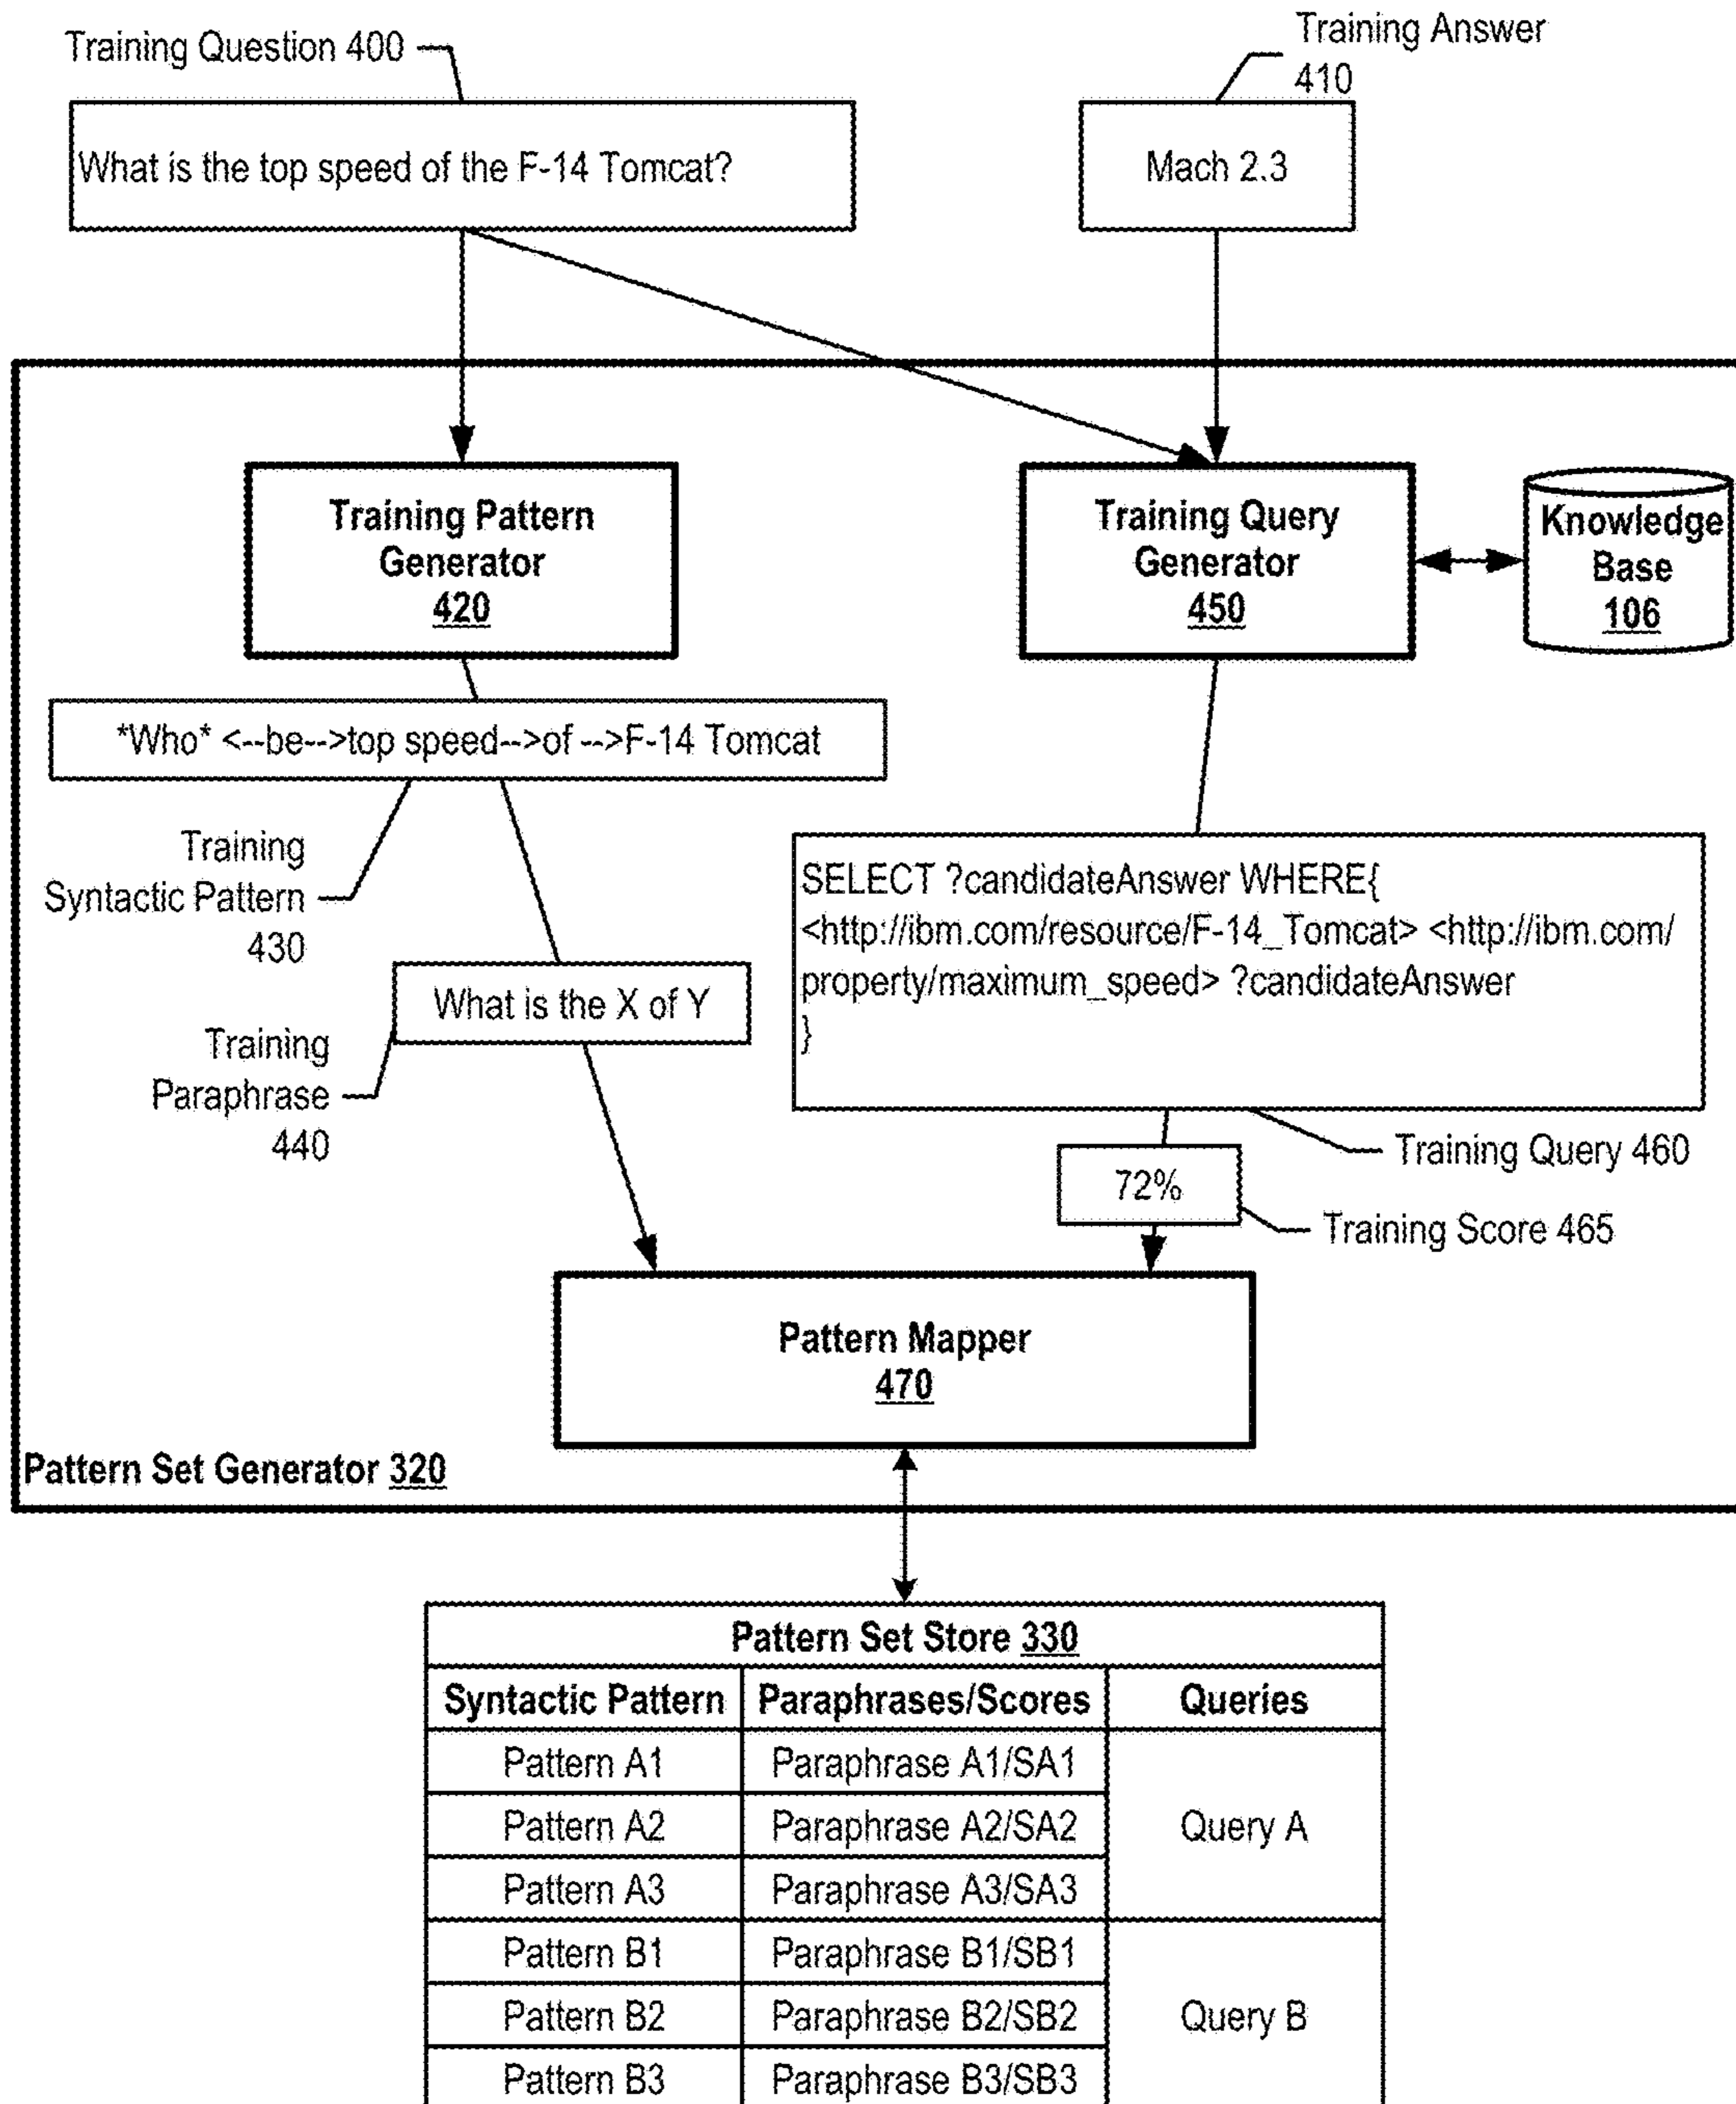 Training Question 400
Training Answer
410
What is the top speed of the F-14 Tomcat?
Mach 2.3
Training Pattern
Generator
420
Training Query
Generator
450
Knowledge
Base
106
*Who* <--be-->top speed-->of -->F-14 Tomcat
Training
Syntactic Pattern
430
SELECT ?candidateAnswer WHERE{
<http://ibm.com/resource/F-14_Tomcat> <http://ibm.com/
property/maximum_speed> ?candidateAnswer
}
What is the X of Y
Training
Paraphrase
440
Training Query 460
72%
Training Score 465
Pattern Mapper
470
Pattern Set Generator 320
Pattern Set Store 330
Syntactic Pattern Paraphrases/Scores Queries
Pattern A1 Paraphrase A1/SA1
Pattern A2 Paraphrase A2/SA2 Query A
Pattern A3 Paraphrase A3/SA3
Pattern B1 Paraphrase B1/SB1
Pattern B2 Paraphrase B2/SB2 Query B
Pattern B3 Paraphrase B3/SB3